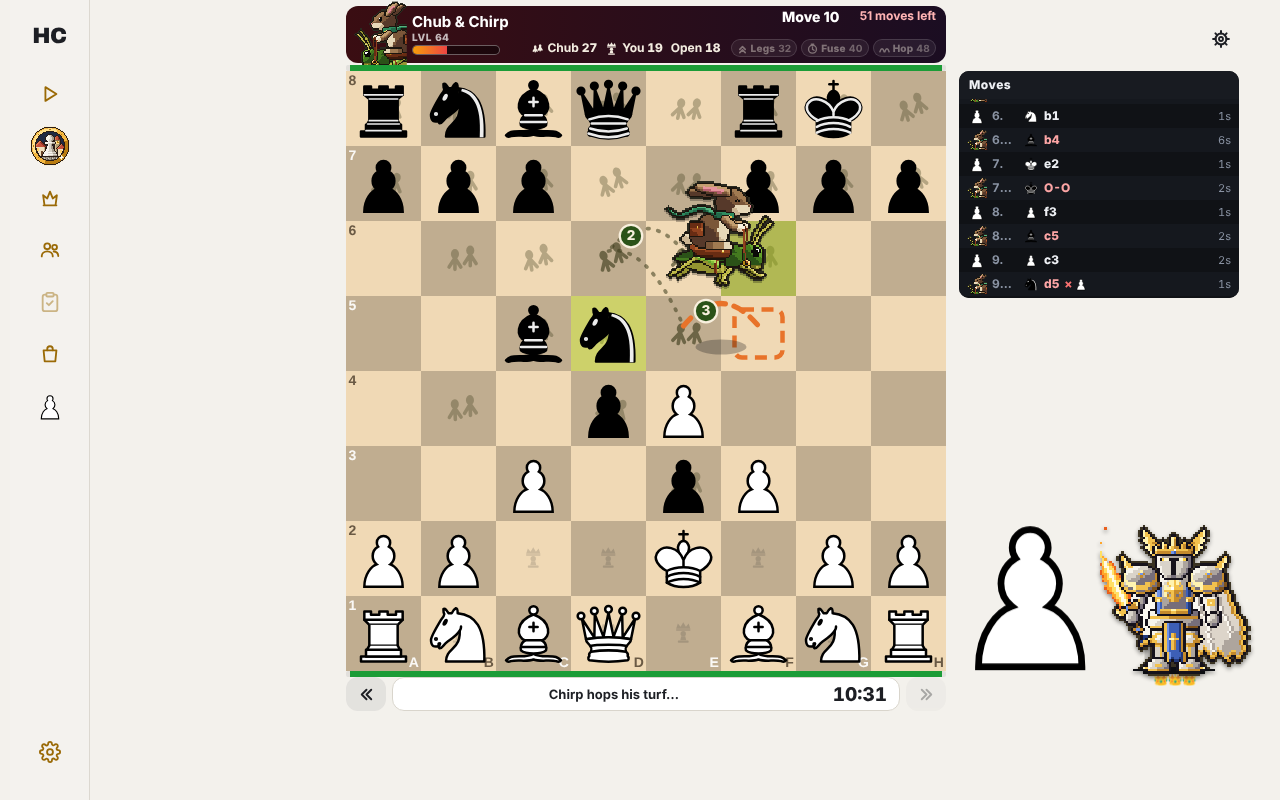 HC
Chub & Chirp
LVL 64
Move 10
51 moves left
Chub 27
You 19
Open 18
Legs 32
Fuse 40
Hop 48
8
7
6
5
4
3
2
1
A
B
C
D
E
F
G
H
2
3
Chirp hops his turf...
10:31
Moves
6. b1 1s
6... b4 6s
7. e2 1s
7... O-O 2s
8. f3 1s
8... c5 2s
9. c3 2s
9... d5 × 1s